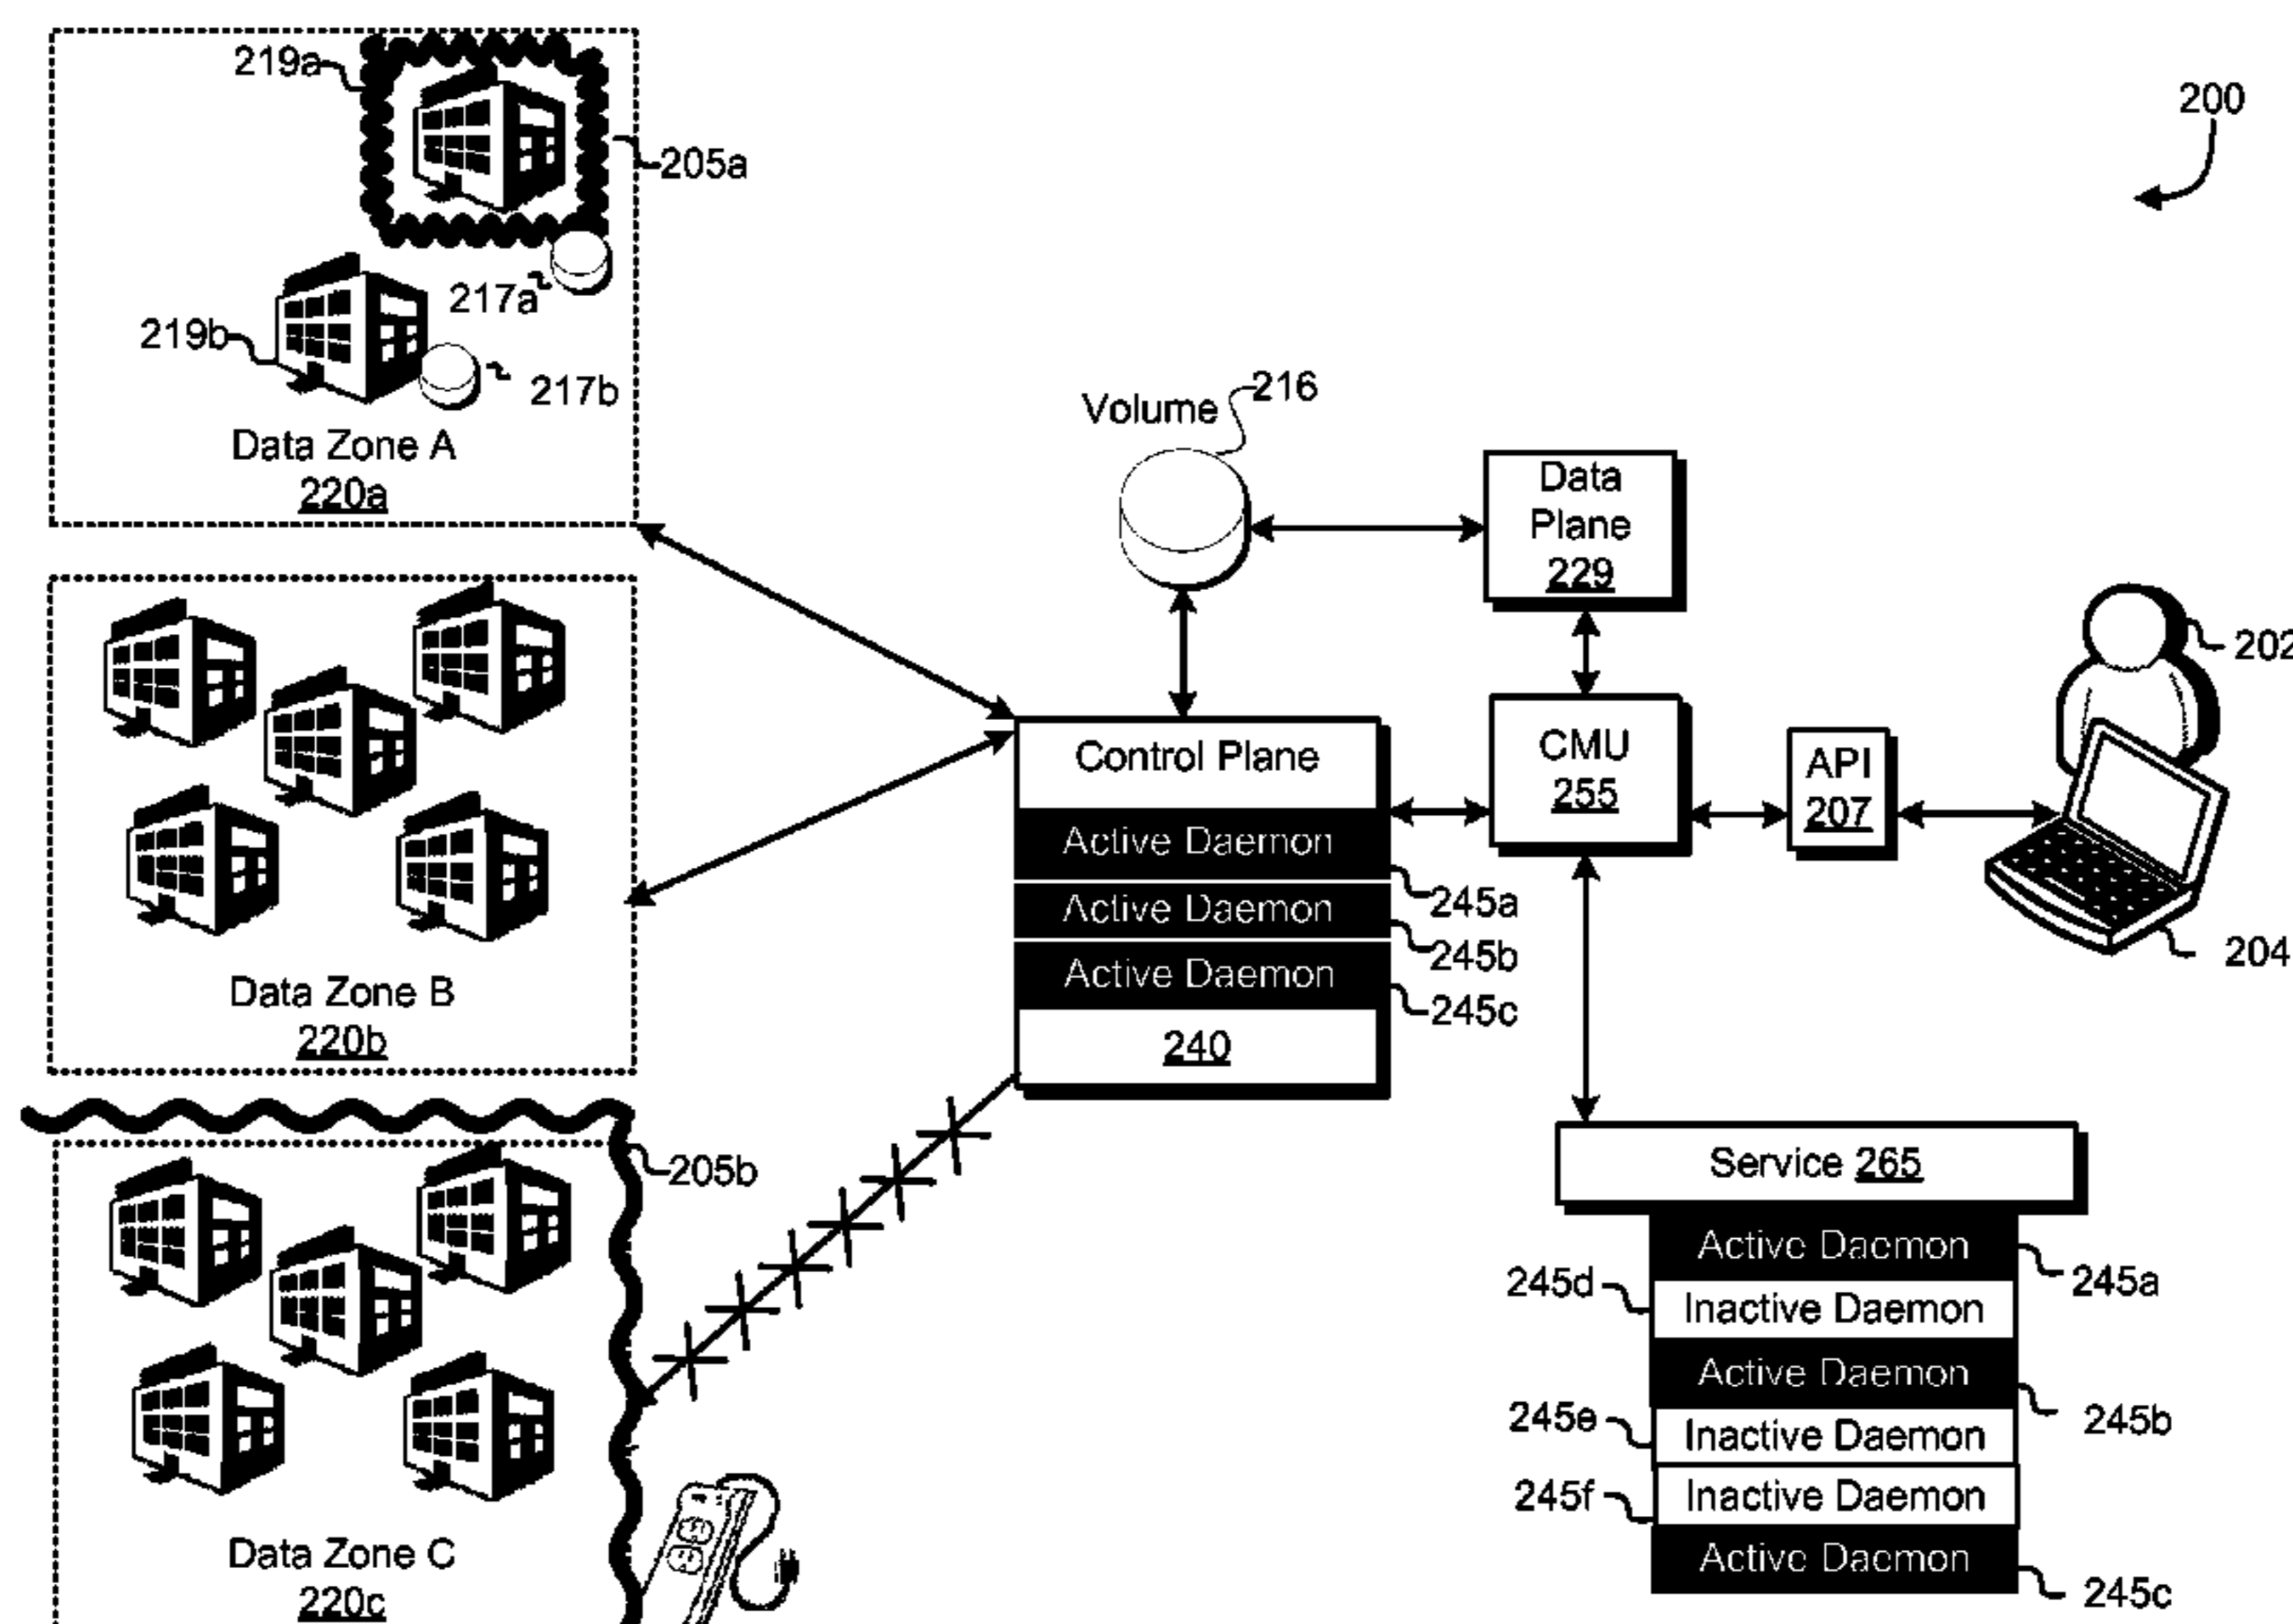 200
219a
205a
217a
219b
217b
Data Zone A
220a
Volume
216
Data
Plane
229
202
Control Plane
CMU
255
API
207
Active Daemon
245a
Active Daemon
245b
Active Daemon
245c
240
204
Data Zone B
220b
205b
Service 265
Active Daemon
245a
245d
Inactive Daemon
Active Daemon
245b
245e
Inactive Daemon
245f
Inactive Daemon
Active Daemon
245c
Data Zone C
220c